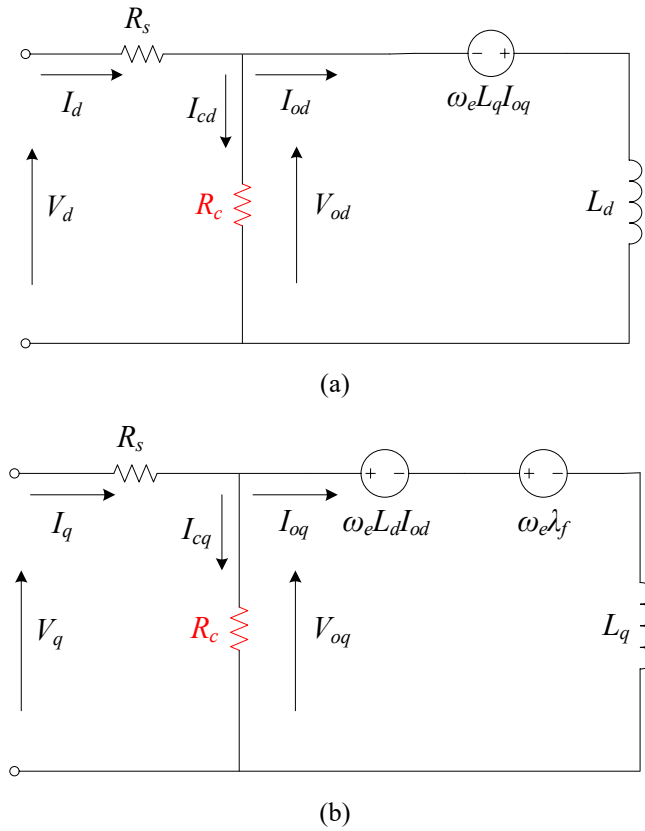 R_s
I_d
I_cd
I_od
− +
ω_e L_q I_oq
V_d
R_c
V_od
L_d
(a)
R_s
I_q
I_cq
I_oq
+ −
ω_e L_d I_od
+ −
ω_e λ_f
V_q
R_c
V_oq
L_q
(b)